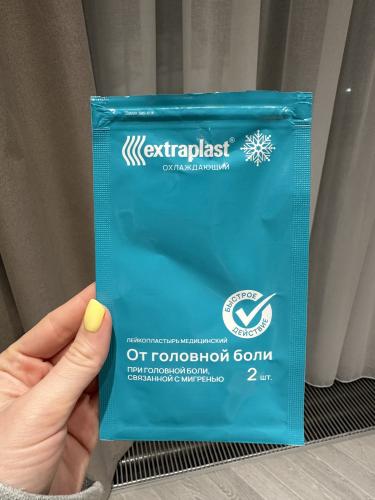 extraplast®
ОХЛАЖДАЮЩИЙ
БЫСТРОЕ
ДЕЙСТВИЕ
ЛЕЙКОПЛАСТЫРЬ МЕДИЦИНСКИЙ
От головной боли
ПРИ ГОЛОВНОЙ БОЛИ,
СВЯЗАННОЙ С МИГРЕНЬЮ 2 шт.